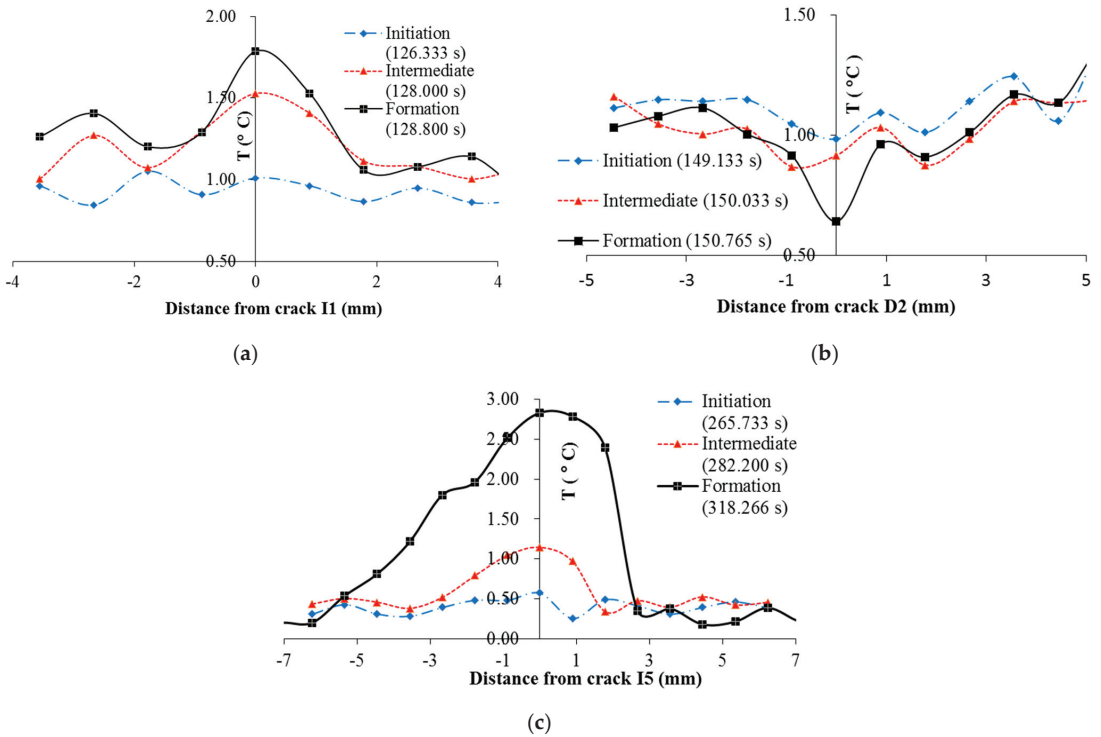 2.00
1.50
1.00
0.50
T (° C)
Initiation
(126.333 s)
Intermediate
(128.000 s)
Formation
(128.800 s)
-4
-2
0
2
4
Distance from crack I1 (mm)
(a)
1.50
1.00
0.50
T ( °C)
Initiation (149.133 s)
Intermediate (150.033 s)
Formation (150.765 s)
-5
-3
-1
1
3
5
Distance from crack D2 (mm)
(b)
3.00
2.50
2.00
1.50
1.00
0.50
0.00
T ( ° C)
Initiation
(265.733 s)
Intermediate
(282.200 s)
Formation
(318.266 s)
-7
-5
-3
-1
1
3
5
7
Distance from crack I5 (mm)
(c)